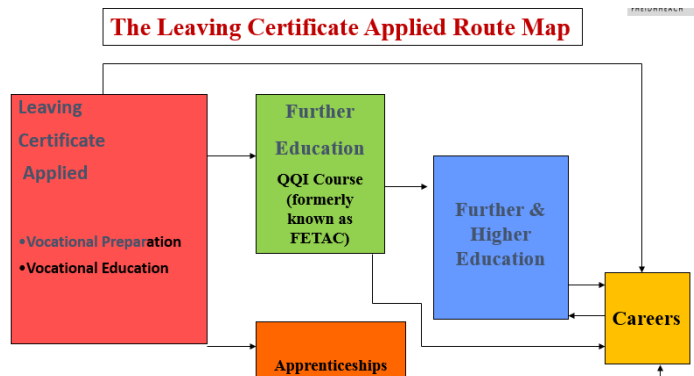 The Leaving Certificate Applied Route Map
Leaving
Certificate
Applied
•Vocational Preparation
•Vocational Education
Further
Education
QQI Course
(formerly
known as
FETAC)
Further &
Higher
Education
Careers
Apprenticeships